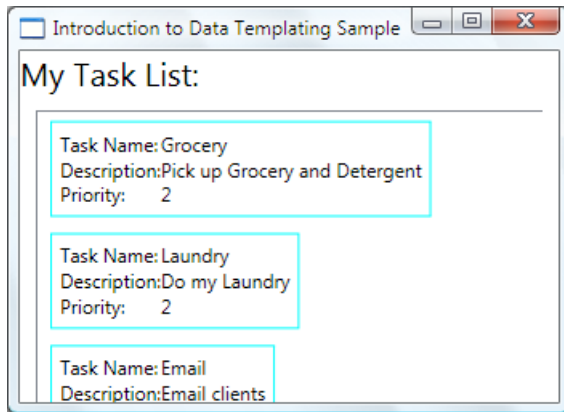 Introduction to Data Templating Sample
My Task List:
Task Name: Grocery
Description:Pick up Grocery and Detergent
Priority: 2
Task Name: Laundry
Description:Do my Laundry
Priority: 2
Task Name: Email
Description:Email clients